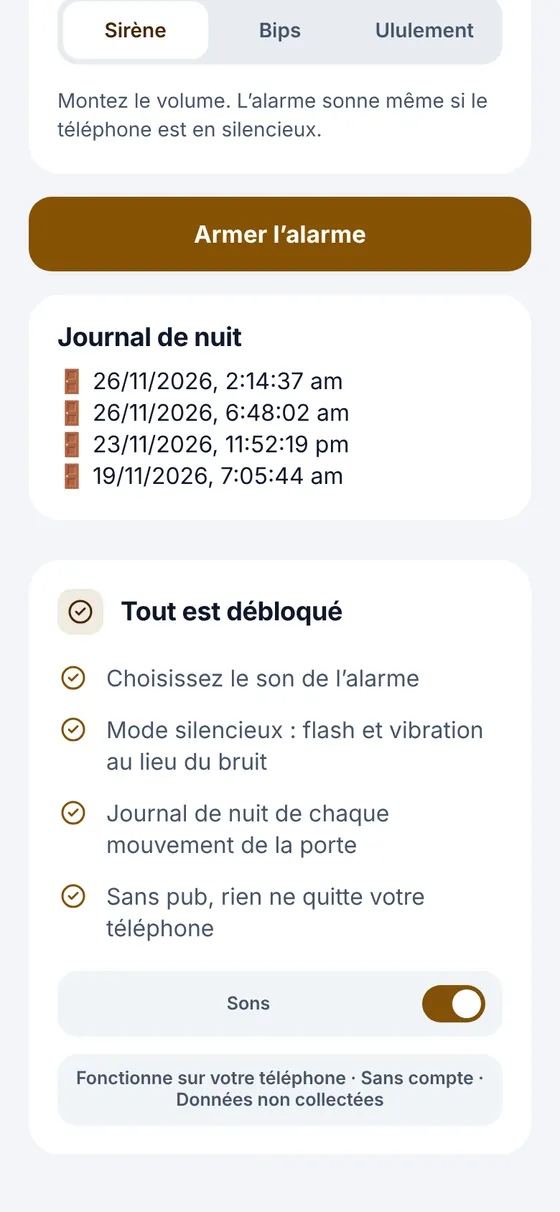 Sirène
Bips
Ululement
Montez le volume. L’alarme sonne même si le
téléphone est en silencieux.
Armer l’alarme
Journal de nuit
🚪 26/11/2026, 2:14:37 am
🚪 26/11/2026, 6:48:02 am
🚪 23/11/2026, 11:52:19 pm
🚪 19/11/2026, 7:05:44 am
Tout est débloqué
Choisissez le son de l’alarme
Mode silencieux : flash et vibration
au lieu du bruit
Journal de nuit de chaque
mouvement de la porte
Sans pub, rien ne quitte votre
téléphone
Sons
Fonctionne sur votre téléphone · Sans compte ·
Données non collectées